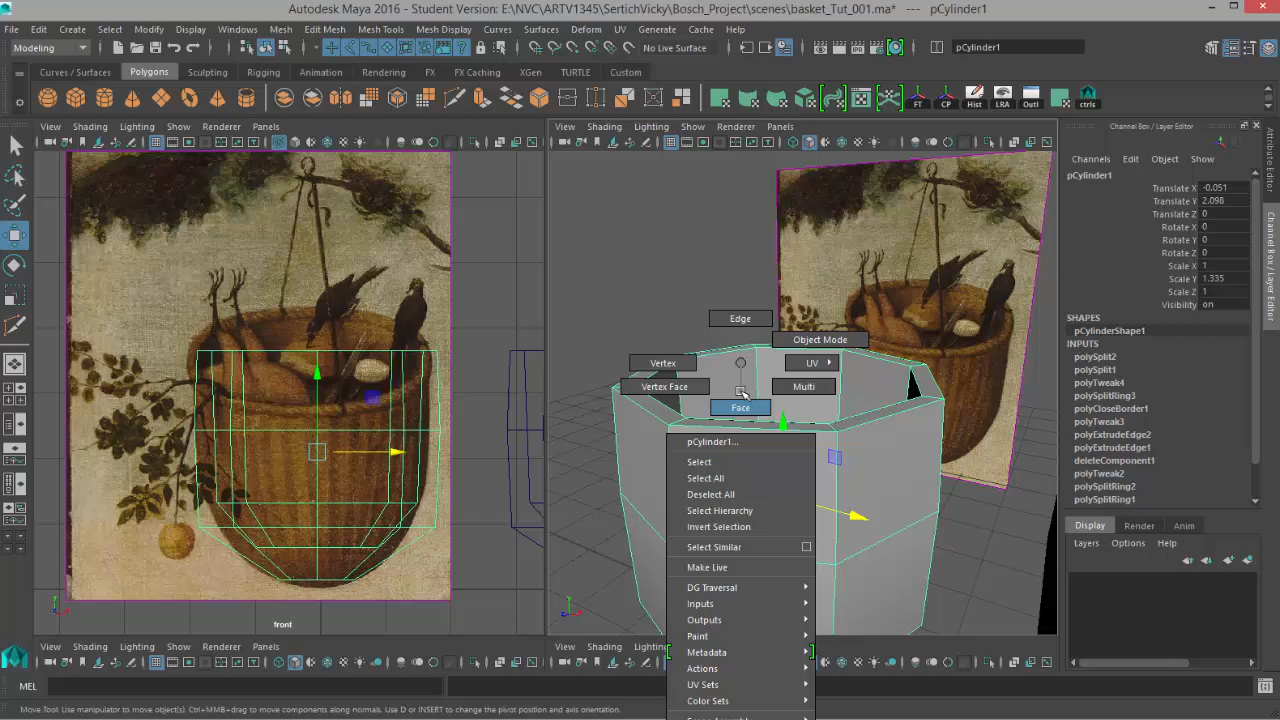 Autodesk Maya 2016 - Student Version: E:\NVC\ARTV1345\SertichVicky\Bosch_Project\scenes\basket_Tut_001.ma* --- pCylinder1
File Edit Create Select Modify Display Windows Mesh Edit Mesh Mesh Tools Mesh Display Curves Surfaces Deform UV Generate Cache Help
Modeling No Live Surface pCylinder1
Curves / Surfaces Polygons Sculpting Rigging Animation Rendering FX FX Caching XGen TURTLE Custom
FT CP Hist LRA Outl ctrls
View Shading Lighting Show Renderer Panels
View Shading Lighting Show Renderer Panels
Channel Box / Layer Editor
Channels Edit Object Show
pCylinder1
Translate X -0.051
Translate Y 2.098
Translate Z 0
Rotate X 0
Rotate Y 0
Rotate Z 0
Scale X 1
Scale Y 1.335
Scale Z 1
Visibility on
SHAPES
pCylinderShape1
INPUTS
polySplit2
polySplit1
polyTweak4
polySplitRing3
polyCloseBorder1
polyTweak3
polyExtrudeEdge2
polyExtrudeEdge1
deleteComponent1
polyTweak2
polySplitRing2
polySplitRing1
Attribute Editor
Channel Box / Layer Editor
Edge
Object Mode
Vertex
UV
Vertex Face
Multi
Face
pCylinder1...
Select
Select All
Deselect All
Select Hierarchy
Invert Selection
Select Similar
Make Live
DG Traversal
Inputs
Outputs
Paint
Metadata
Actions
UV Sets
Color Sets
front
Display Render Anim
Layers Options Help
View Shading Lighting Show Renderer Panels
View Shading Lighting
MEL
Move Tool: Use manipulator to move object(s). Ctrl+MMB+drag to move components along normals. Use D or INSERT to change the pivot position and axis orientation.